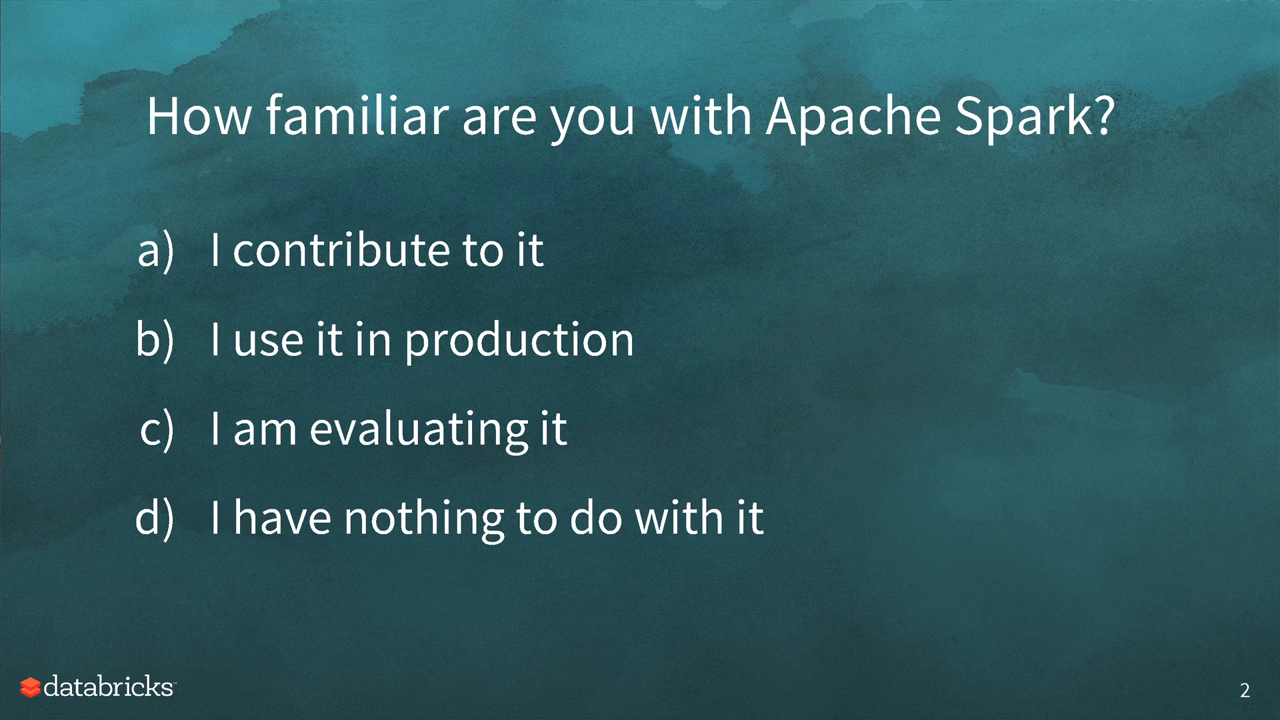 How familiar are you with Apache Spark?
a) I contribute to it
b) I use it in production
c) I am evaluating it
d) I have nothing to do with it
databricks™
2